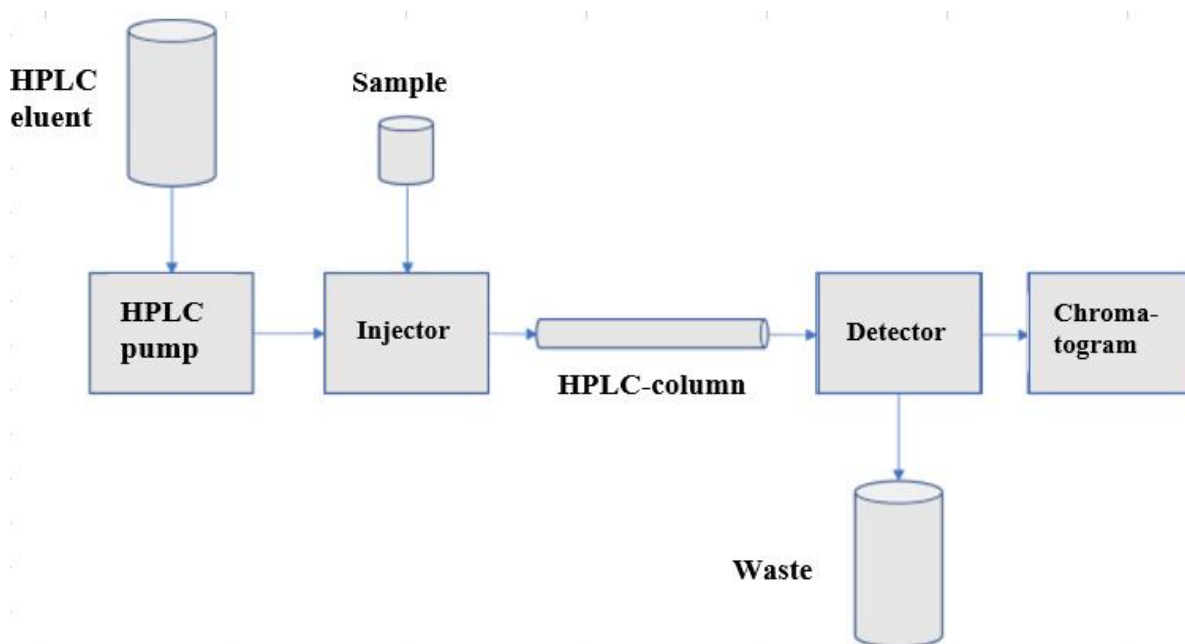 HPLC
eluent
Sample
HPLC
pump
Injector
HPLC-column
Detector
Chroma-
togram
Waste